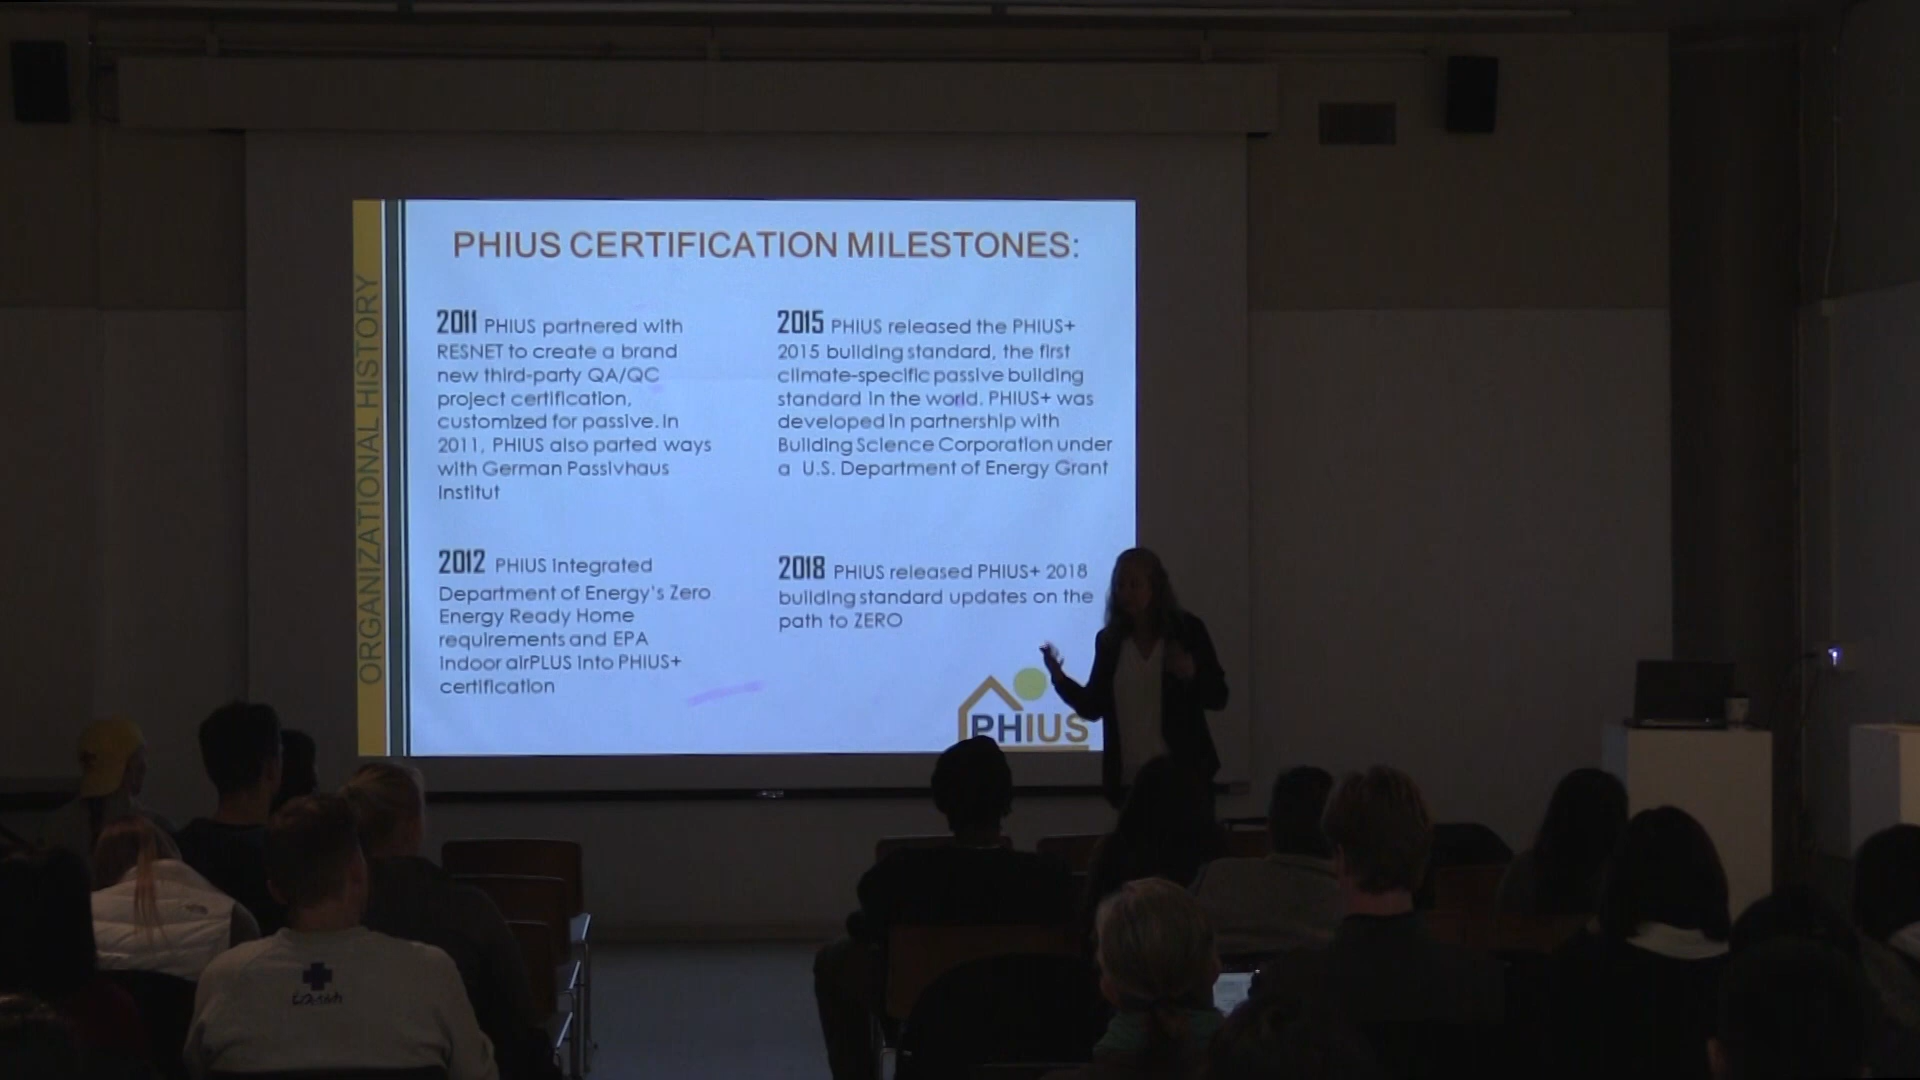 ORGANIZATIONAL HISTORY
PHIUS CERTIFICATION MILESTONES:
2011 PHIUS partnered with
RESNET to create a brand
new third-party QA/QC
project certification,
customized for passive. In
2011, PHIUS also parted ways
with German Passivhaus
Institut
2012 PHIUS integrated
Department of Energy's Zero
Energy Ready Home
requirements and EPA
Indoor airPLUS into PHIUS+
certification
2015 PHIUS released the PHIUS+
2015 building standard, the first
climate-specific passive building
standard in the world. PHIUS+ was
developed in partnership with
Building Science Corporation under
a U.S. Department of Energy Grant
2018 PHIUS released PHIUS+ 2018
building standard updates on the
path to ZERO
PHIUS